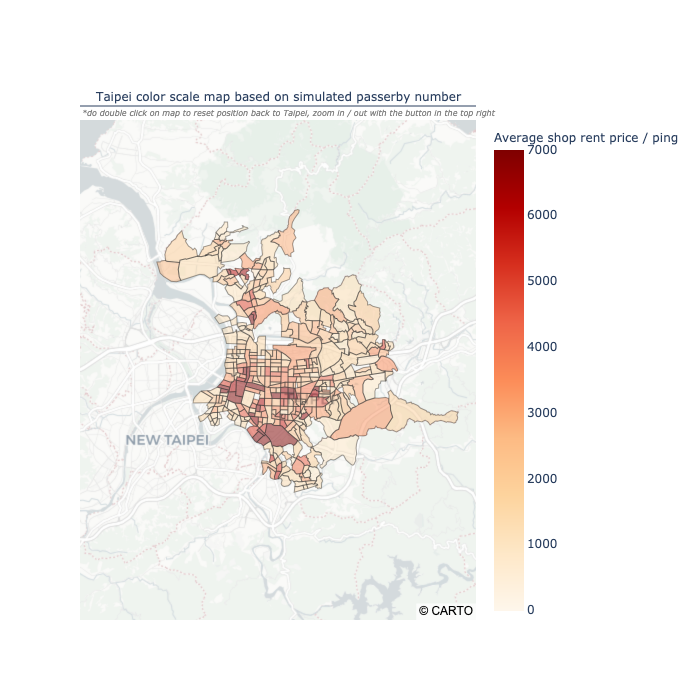 Taipei color scale map based on simulated passerby number
*do double click on map to reset position back to Taipei, zoom in / out with the button in the top right
Average shop rent price / ping
7000
6000
5000
4000
3000
2000
1000
0
NEW TAIPEI
© CARTO